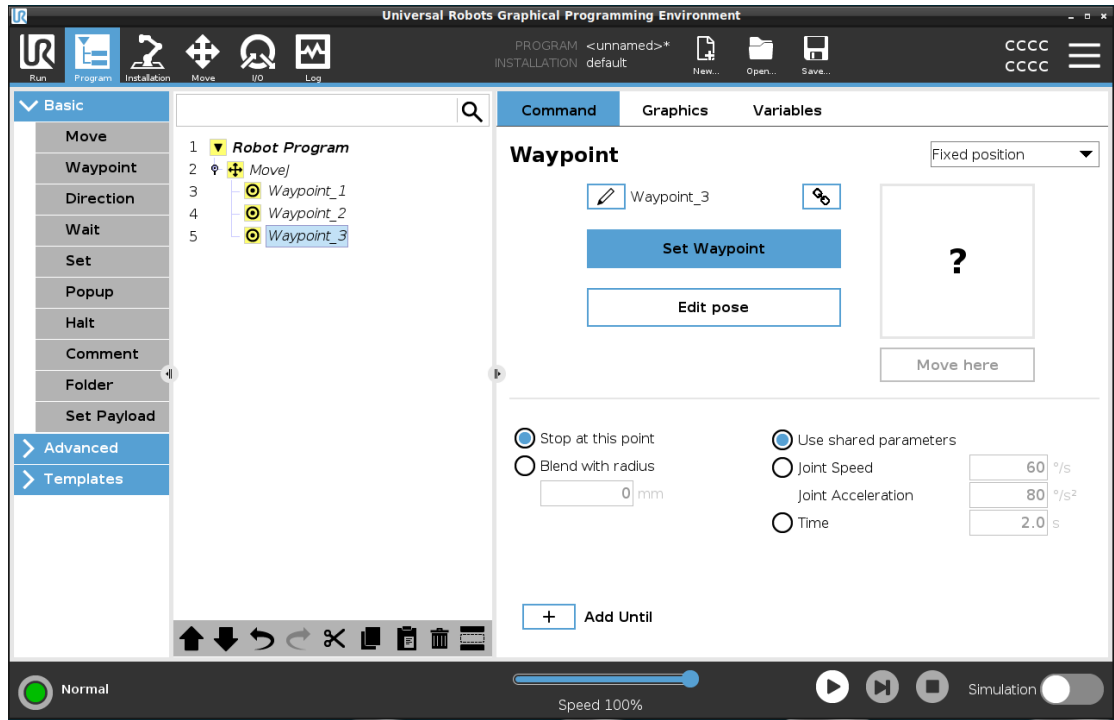 Universal Robots Graphical Programming Environment
UR
Run
Program
Installation
Move
I/O
Log
PROGRAM <unnamed>*
INSTALLATION default
New...
Open...
Save...
CCCC
CCCC
Basic
Move
Waypoint
Direction
Wait
Set
Popup
Halt
Comment
Folder
Set Payload
Advanced
Templates
1 Robot Program
2 MoveJ
3 Waypoint_1
4 Waypoint_2
5 Waypoint_3
Command Graphics Variables
Waypoint
Fixed position
Waypoint_3
Set Waypoint
Edit pose
?
Move here
Stop at this point
Blend with radius
0 mm
Use shared parameters
Joint Speed 60 °/s
Joint Acceleration 80 °/s²
Time 2.0 s
+ Add Until
Normal
Speed 100%
Simulation